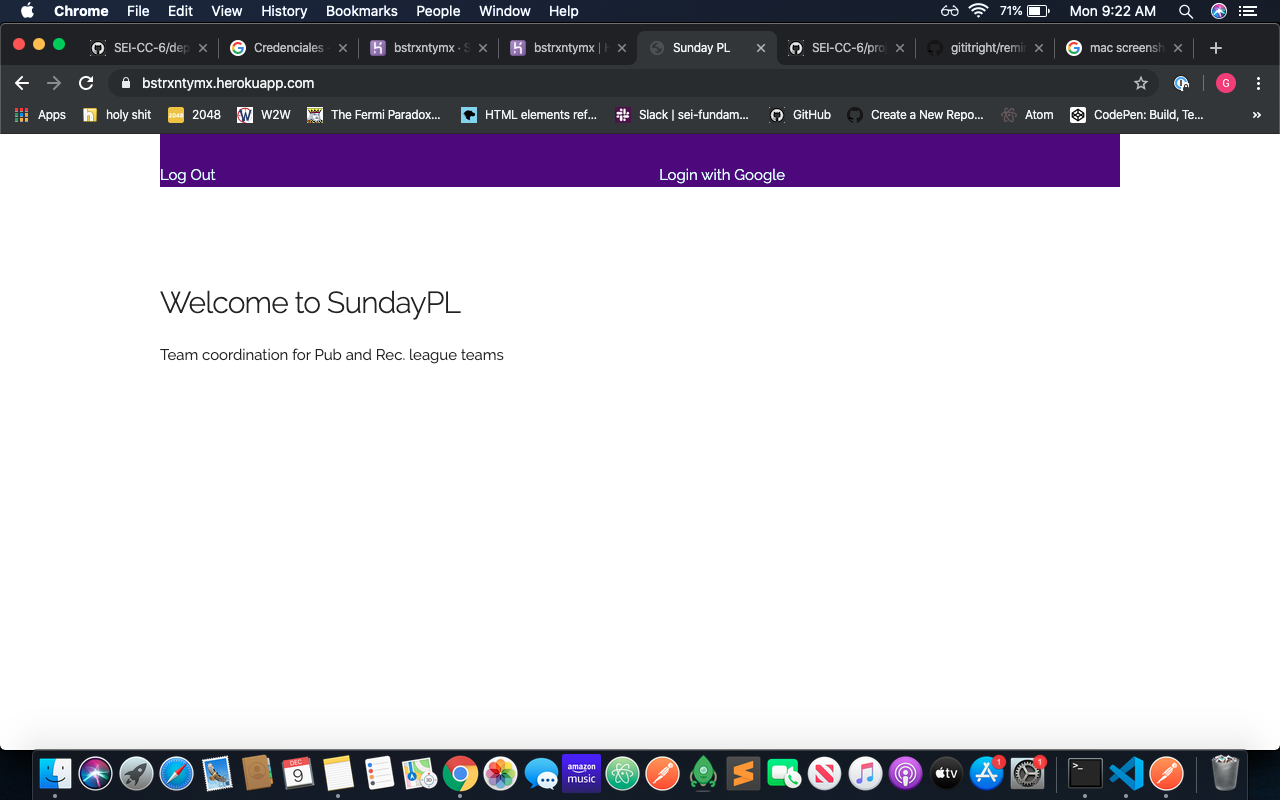 Chrome File Edit View History Bookmarks People Window Help 71% Mon 9:22 AM
SEI-CC-6/dep Credenciales bstrxntymx · S bstrxntymx | H Sunday PL SEI-CC-6/pro gititright/remi mac screensh
bstrxntymx.herokuapp.com G
Apps holy shit 2048 2048 W2W The Fermi Paradox... HTML elements ref... Slack | sei-fundam... GitHub Create a New Repo... Atom CodePen: Build, Te... »
Log Out Login with Google
Welcome to SundayPL
Team coordination for Pub and Rec. league teams
DEC 9 amazon music tv 1 1 >_